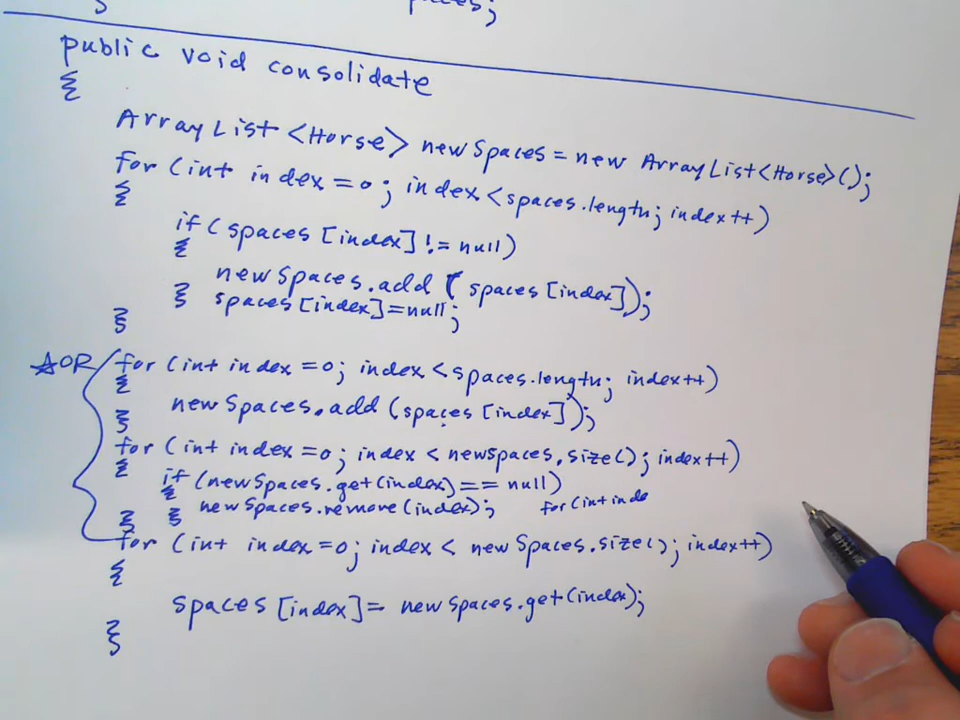 paces;
public void consolidate
{
ArrayList <Horse> newSpaces = new ArrayList<Horse>();
for (int index = 0; index < spaces.length; index++)
{
if (spaces [index] != null)
{
newSpaces.add (spaces [index]);
} spaces [index] = null;
}
☆OR for (int index = 0; index < spaces.length; index++)
{
newSpaces.add (spaces [index]);
}
for (int index = 0; index < newspaces.size(); index++)
{
if (newSpaces.get(index) == null)
{
newSpaces.remove (index); for (int inde
} }
for (int index = 0; index < newSpaces.size(); index++)
{
spaces [index] = newspaces.get(index);
}